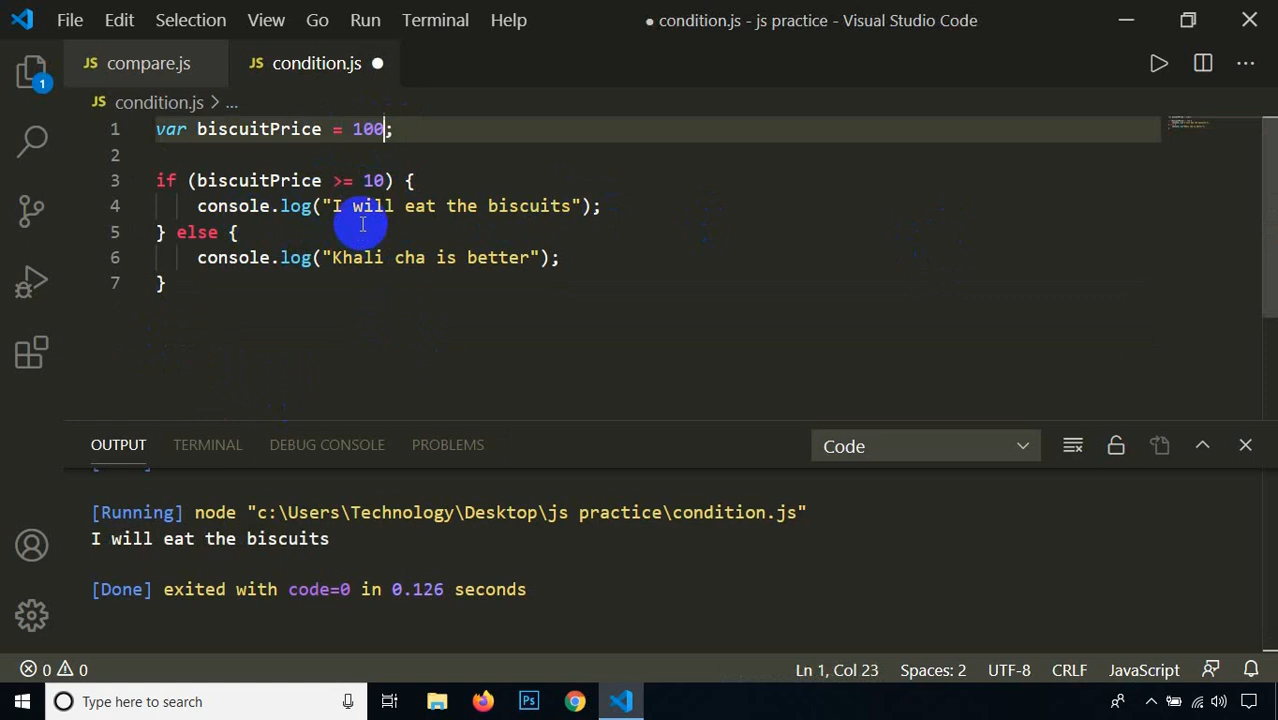 File Edit Selection View Go Run Terminal Help ● condition.js - js practice - Visual Studio Code
JS compare.js JS condition.js ●
JS condition.js > ...
1 var biscuitPrice = 100;
2
3 if (biscuitPrice >= 10) {
4 console.log("I will eat the biscuits");
5 } else {
6 console.log("Khali cha is better");
7 }
1
OUTPUT TERMINAL DEBUG CONSOLE PROBLEMS Code
[Running] node "c:\Users\Technology\Desktop\js practice\condition.js"
I will eat the biscuits
[Done] exited with code=0 in 0.126 seconds
0 0 Ln 1, Col 23 Spaces: 2 UTF-8 CRLF JavaScript
Type here to search Ps